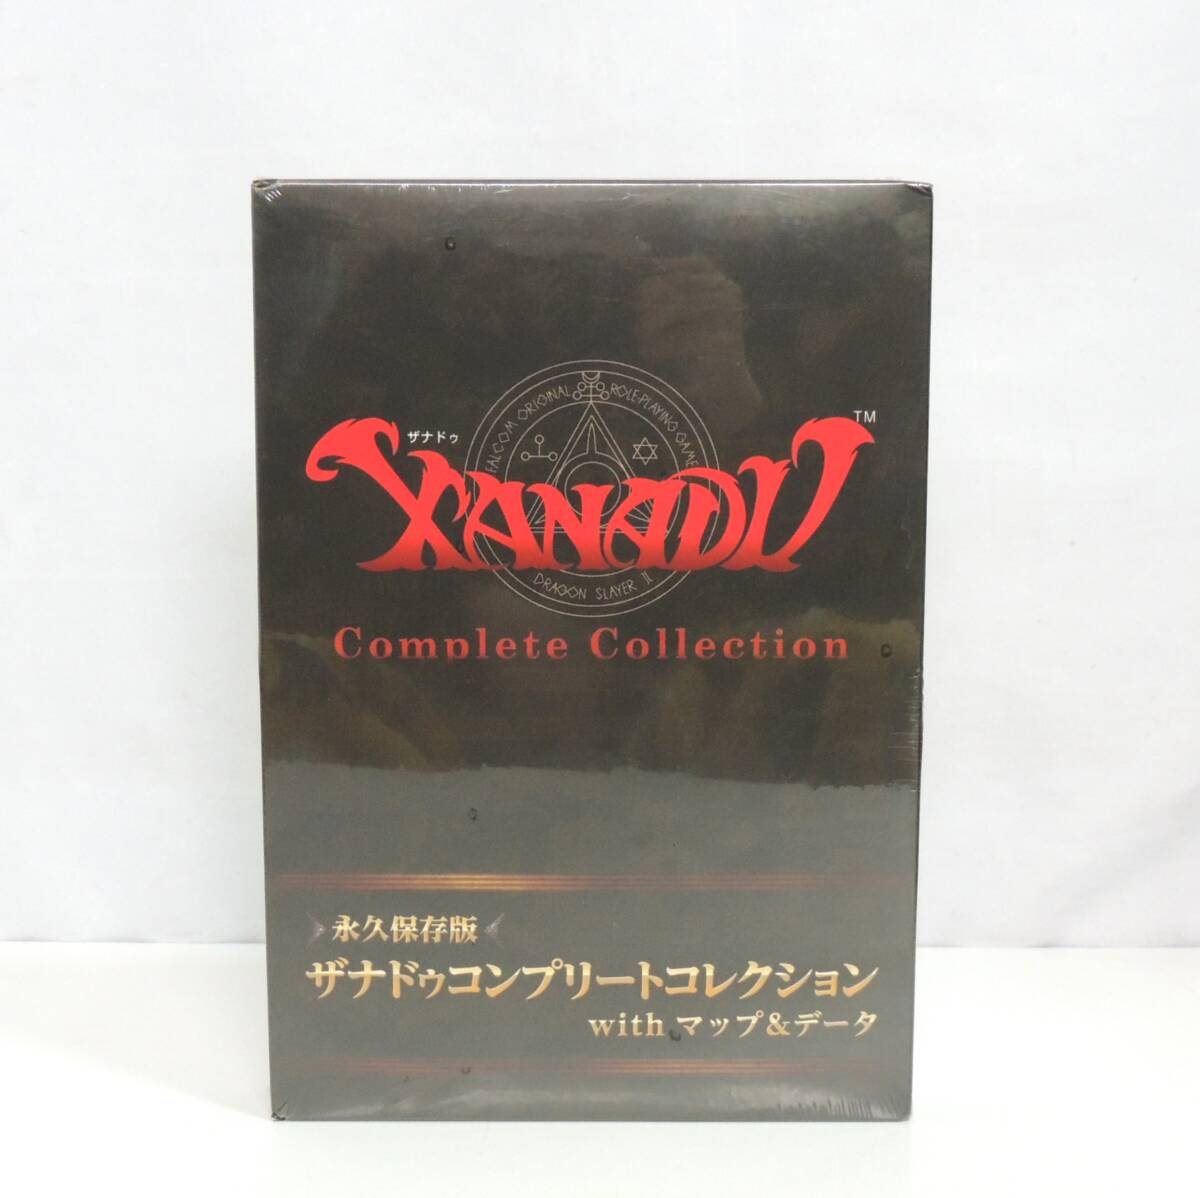 FALCOM ORIGINAL ROLE-PLAYING GAME
ザナドゥ
XANADU TM
DRAGON SLAYER II
Complete Collection
永久保存版
ザナドゥコンプリートコレクション
with マップ&データ